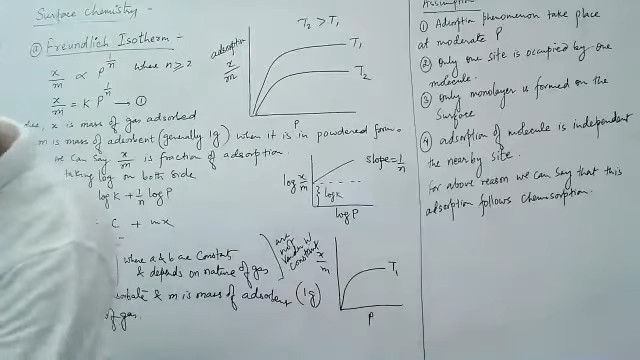 Surface Chemistry -
@ Freundlich Isotherm -
x/m ∝ P^1/n where n ≥ 2
x/m = K P^1/n → ①
x is mass of gas adsorbed
m is mass of adsorbent (generally 1g) when it is in powdered form.
we can say x/m is fraction of adsorption.
taking log on both side
log K + 1/n log P
C + mx
where a & b are Constant
& depends on nature of gas
are not constant
& m is mass of adsorbent (1g)
of gas.
T2 > T1
adsorption
x/m
T1
T2
P
log x/m
slope = 1/n
log K
log P
x/m
T1
P
Assumption
① Adsorption phenomenon take place
at moderate P
② Only one site is occupied by one
molecule.
③ Only monolayer is formed on the
Surface
④ adsorption of molecule is independent
the nearby site.
for above reason we can say that this
adsorption follows Chemisorption.